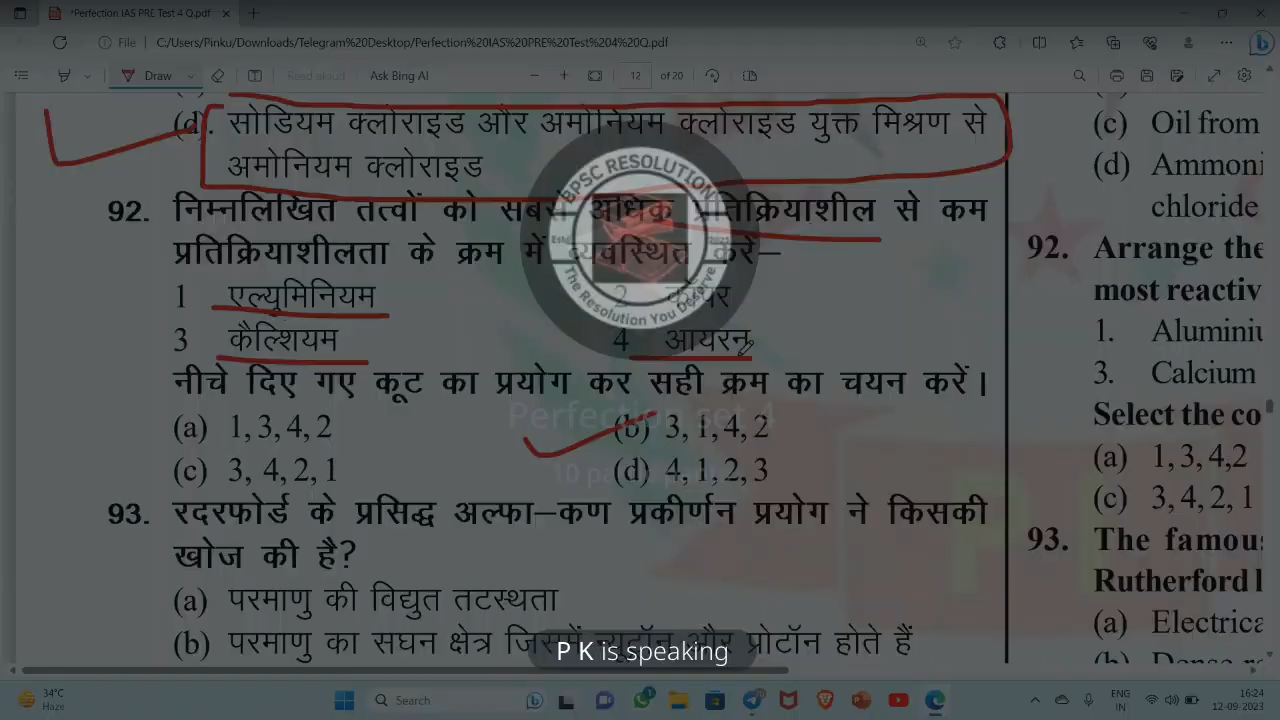 *Perfection IAS PRE Test 4 Q.pdf
File C:/Users/Pinku/Downloads/Telegram%20Desktop/Perfection%20IAS%20PRE%20Test%204%20Q.pdf
Draw Read aloud Ask Bing AI 12 of 20
(d). सोडियम क्लोराइड और अमोनियम क्लोराइड युक्त मिश्रण से
अमोनियम क्लोराइड
92. निम्नलिखित तत्वों को सबसे अधिक प्रतिक्रियाशील से कम
प्रतिक्रियाशीलता के क्रम में व्यवस्थित करें–
1 एल्युमिनियम 2 कॉपर
3 कैल्शियम 4 आयरन
नीचे दिए गए कूट का प्रयोग कर सही क्रम का चयन करें।
(a) 1, 3, 4, 2 (b) 3, 1, 4, 2
(c) 3, 4, 2, 1 (d) 4, 1, 2, 3
93. रदरफोर्ड के प्रसिद्ध अल्फा–कण प्रकीर्णन प्रयोग ने किसकी
खोज की है?
(a) परमाणु की विद्युत तटस्थता
(b) परमाणु का सघन क्षेत्र जिसमें न्यूट्रॉन और प्रोटॉन होते हैं
(c) Oil from
(d) Ammoni
chloride
92. Arrange the
most reactiv
1. Aluminiu
3. Calcium
Select the co
(a) 1, 3, 4,2
(c) 3, 4, 2, 1
93. The famou
Rutherford
(a) Electrica
BPSC RESOLUTION
The Resolution You Deserve
Perfection set 4
P K is speaking
34°C
Haze
Search
ENG
IN
16:24
12-09-2023